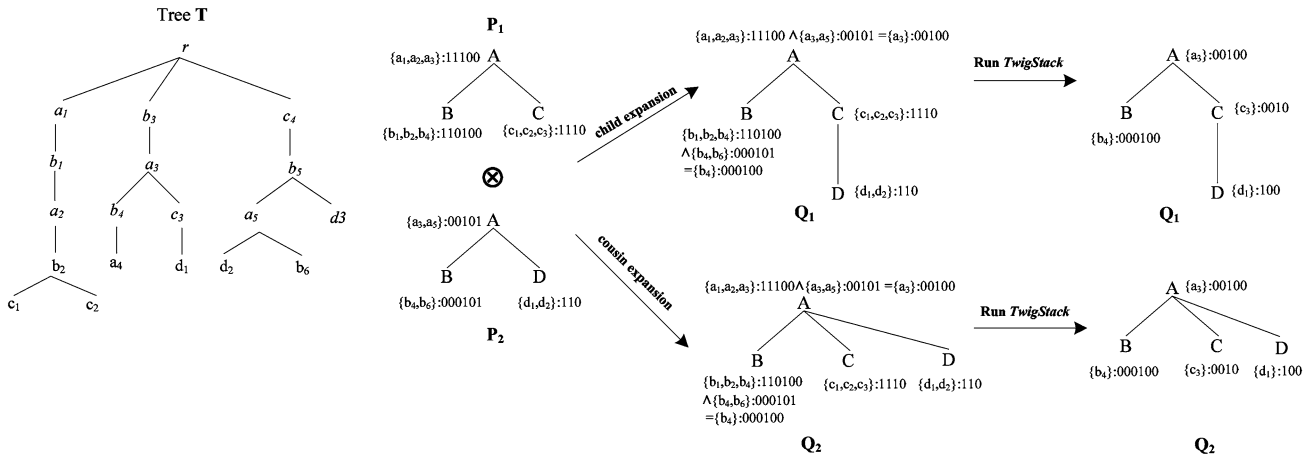 Tree T
r
a1 b3 c4
b1 a3 b5
a2 b4 c3 a5 d3
b2 a4 d1 d2 b6
c1 c2
P1
{a1,a2,a3}:11100 A
B C
{b1,b2,b4}:110100 {c1,c2,c3}:1110
⊗
{a3,a5}:00101 A
B D
{b4,b6}:000101 {d1,d2}:110
P2
child expansion
cousin expansion
{a1,a2,a3}:11100 ∧{a3,a5}:00101 ={a3}:00100
A
B C {c1,c2,c3}:1110
{b1,b2,b4}:110100
∧{b4,b6}:000101
={b4}:000100
D {d1,d2}:110
Q1
Run TwigStack
A {a3}:00100
B C {c3}:0010
{b4}:000100
D {d1}:100
Q1
{a1,a2,a3}:11100∧{a3,a5}:00101 ={a3}:00100
A
B C D
{b1,b2,b4}:110100 {c1,c2,c3}:1110 {d1,d2}:110
∧{b4,b6}:000101
={b4}:000100
Q2
Run TwigStack
A {a3}:00100
B C D
{b4}:000100 {c3}:0010 {d1}:100
Q2